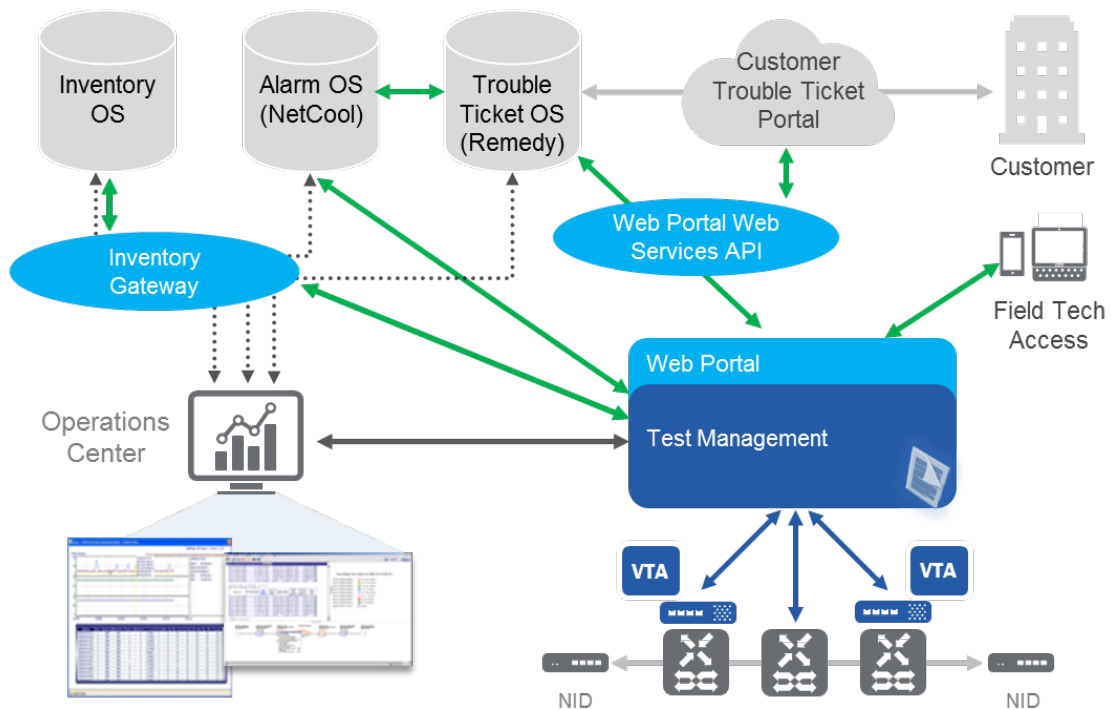 Inventory
OS
Alarm OS
(NetCool)
Trouble
Ticket OS
(Remedy)
Customer
Trouble Ticket
Portal
Customer
Web Portal Web
Services API
Inventory
Gateway
Field Tech
Access
Web Portal
Test Management
Operations
Center
VTA
VTA
NID
NID